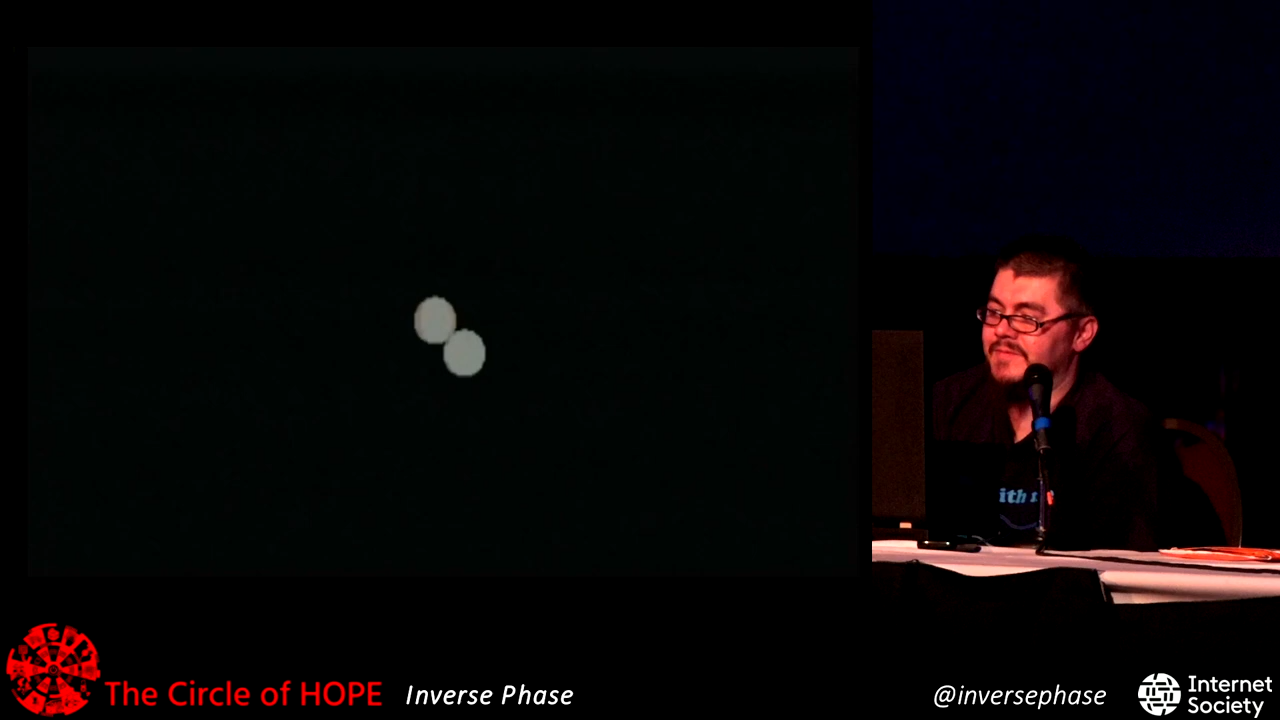 The Circle of HOPE
Inverse Phase
@inversephase
Internet
Society